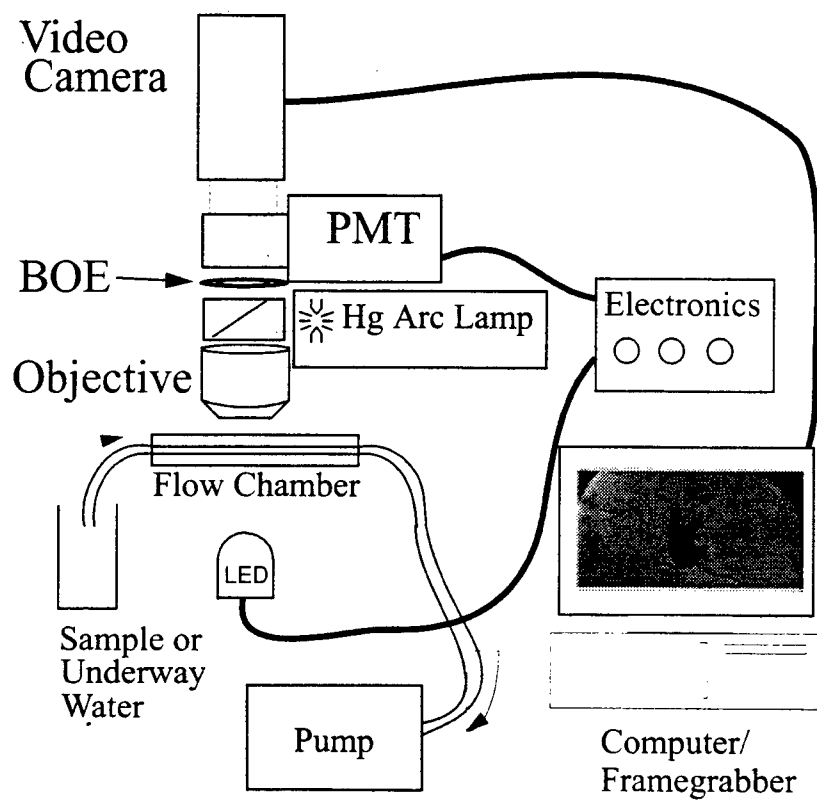 Video
Camera
PMT
BOE
Hg Arc Lamp
Electronics
Objective
Flow Chamber
LED
Sample or
Underway
Water
Pump
Computer/
Framegrabber